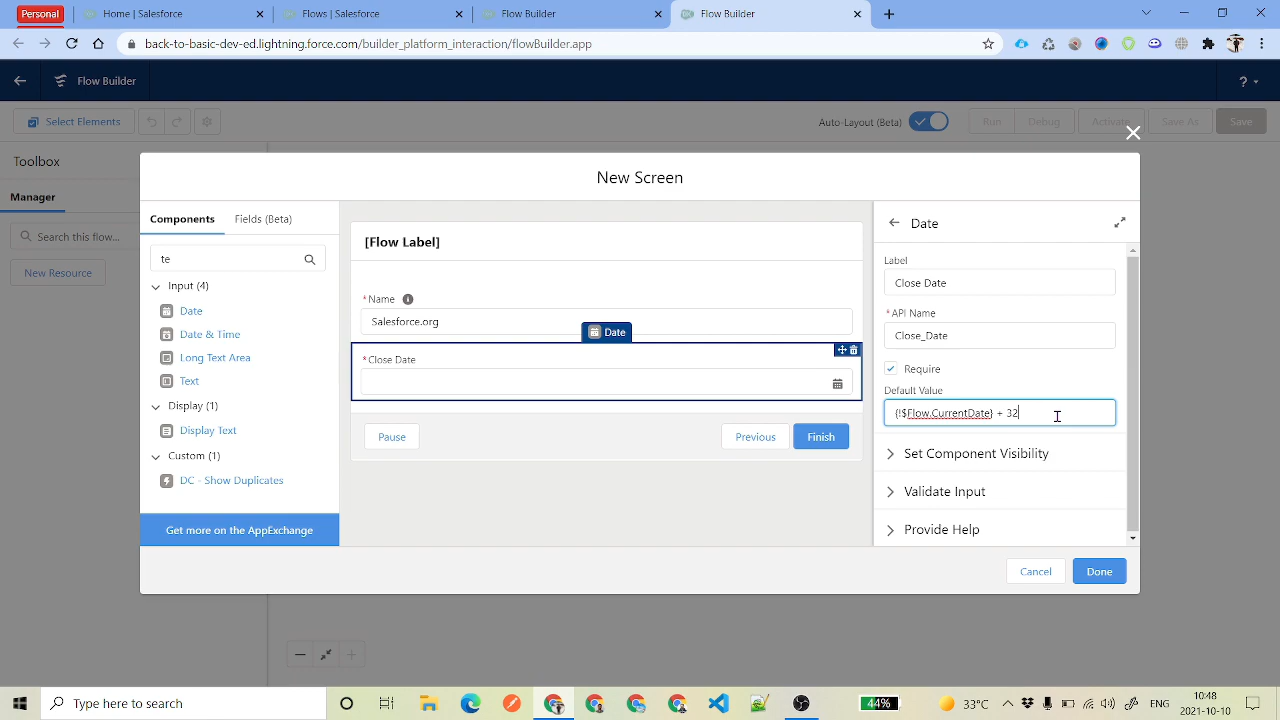 Personal
Home | Salesforce
Flows | Salesforce
Flow Builder
Flow Builder
back-to-basic-dev-ed.lightning.force.com/builder_platform_interaction/flowBuilder.app
Flow Builder
?
Select Elements
Auto-Layout (Beta)
Run
Debug
Activate
Save As
Save
Toolbox
Manager
Search this flow...
New Resource
New Screen
Components
Fields (Beta)
te
Input (4)
Date
Date & Time
Long Text Area
Text
Display (1)
Display Text
Custom (1)
DC - Show Duplicates
Get more on the AppExchange
[Flow Label]
*Name
Salesforce.org
Date
*Close Date
Pause
Previous
Finish
Date
Label
Close Date
*API Name
Close_Date
Require
Default Value
{!$Flow.CurrentDate} + 32
Set Component Visibility
Validate Input
Provide Help
Cancel
Done
Type here to search
44%
33°C
ENG
10:48
2021-10-10